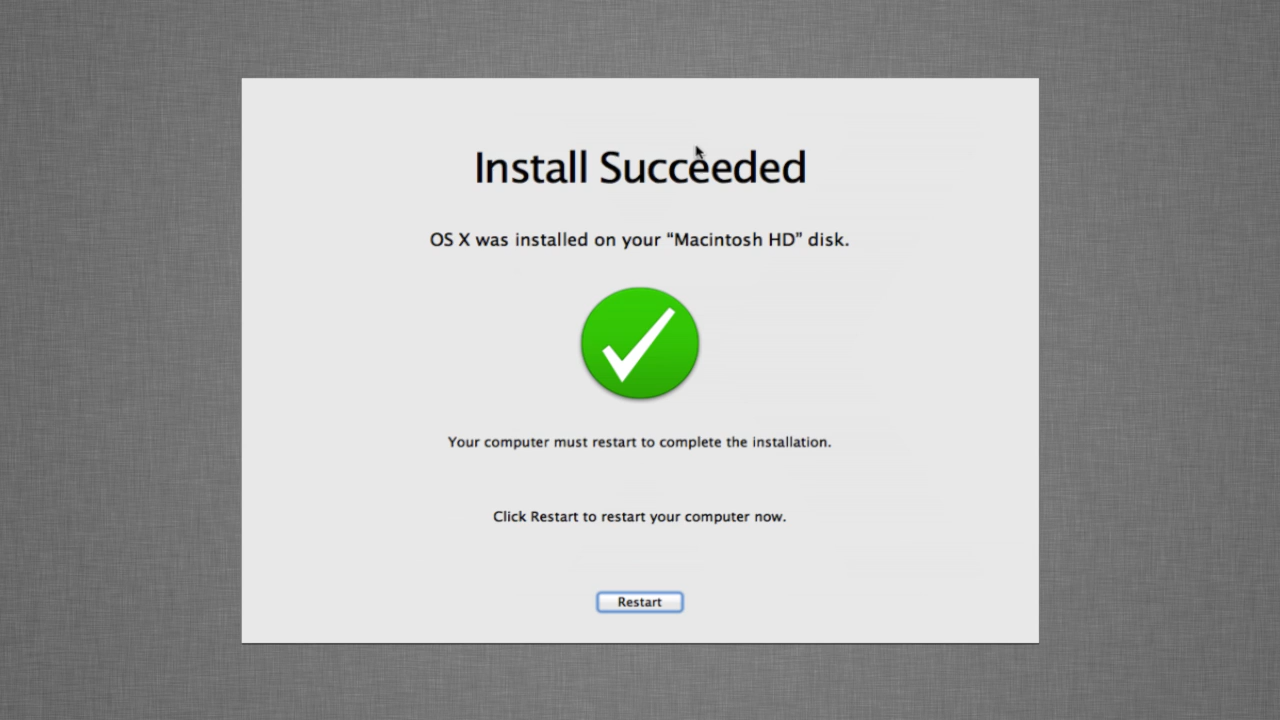 Install Succeeded
OS X was installed on your “Macintosh HD” disk.
Your computer must restart to complete the installation.
Click Restart to restart your computer now.
Restart